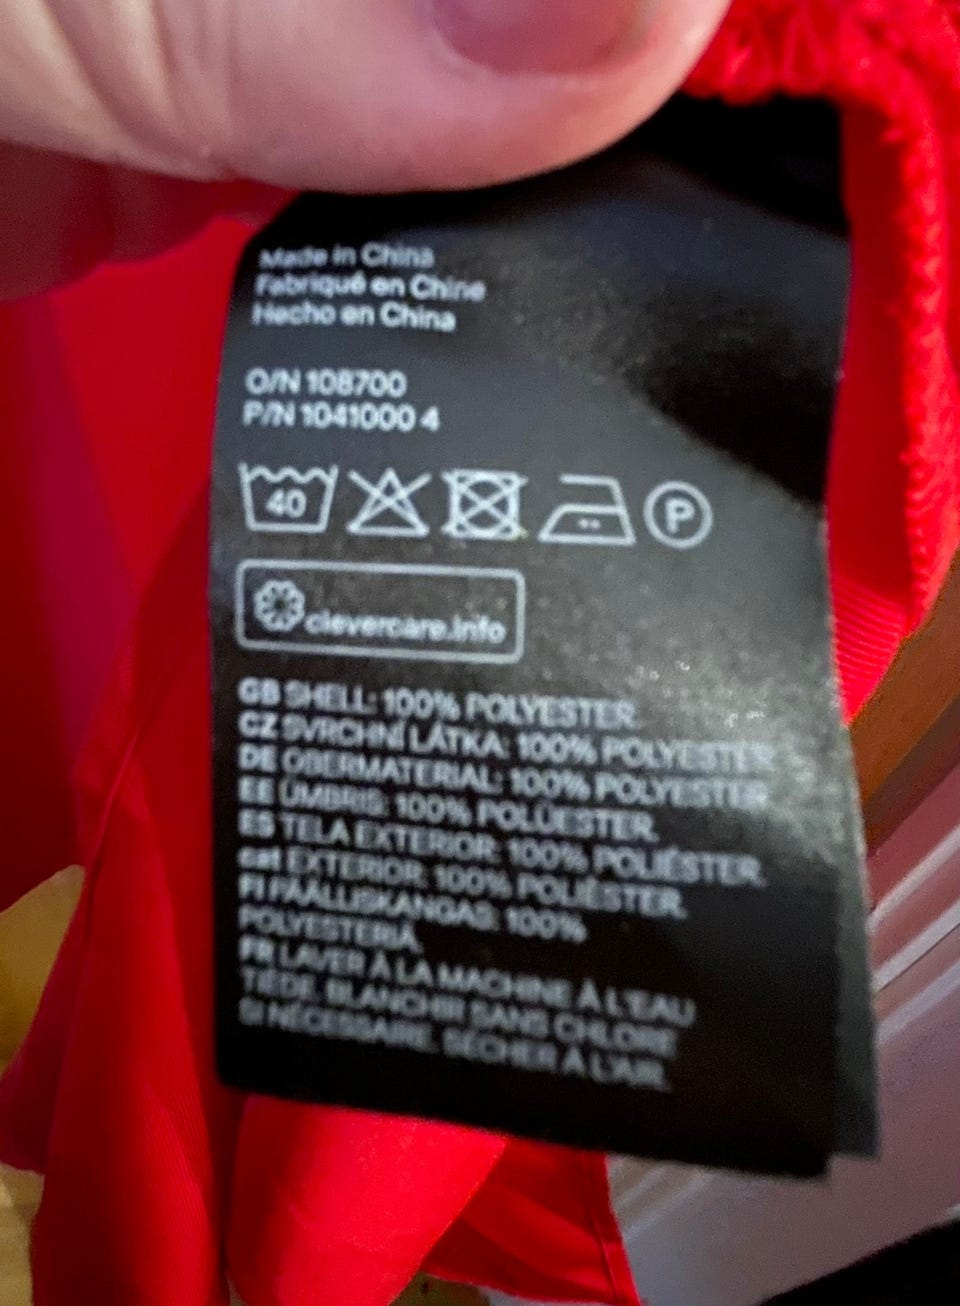 Made in China
Fabriqué en Chine
Hecho en China
O/N 108700
P/N 1041000 4
40 P
clevercare.info
GB SHELL: 100% POLYESTER
CZ SVRCHNÍ LÁTKA: 100% POLYESTER
DE OBERMATERIAL: 100% POLYESTER
EE ÜMBRIS: 100% POLÜESTER.
ES TELA EXTERIOR: 100% POLIÉSTER.
cat EXTERIOR: 100% POLIÉSTER.
FI PÄÄLLISKANGAS: 100%
POLYESTERIÄ
FR LAVER À LA MACHINE À L'EAU
TIÈDE. BLANCHIR SANS CHLORE
SI NÉCESSAIRE. SÉCHER À L'AIR.